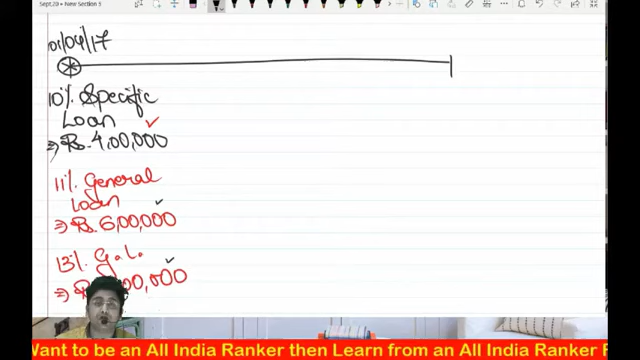 Sept.20 - New Section 3
01/04/17
10% Specific
Loan
⇒ Rs. 4,00,000
11% General
Loan
⇒ Rs. 6,00,000
13% G.L.
⇒ 00,000
Want to be an All India Ranker then Learn from an All India Ranker